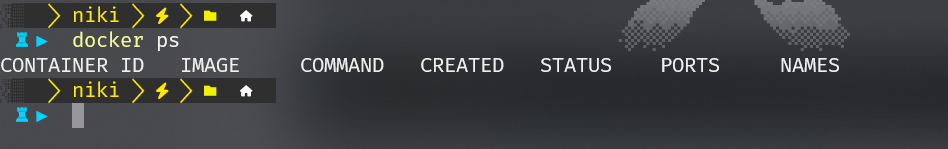 niki
docker ps
CONTAINER ID IMAGE COMMAND CREATED STATUS PORTS NAMES
niki